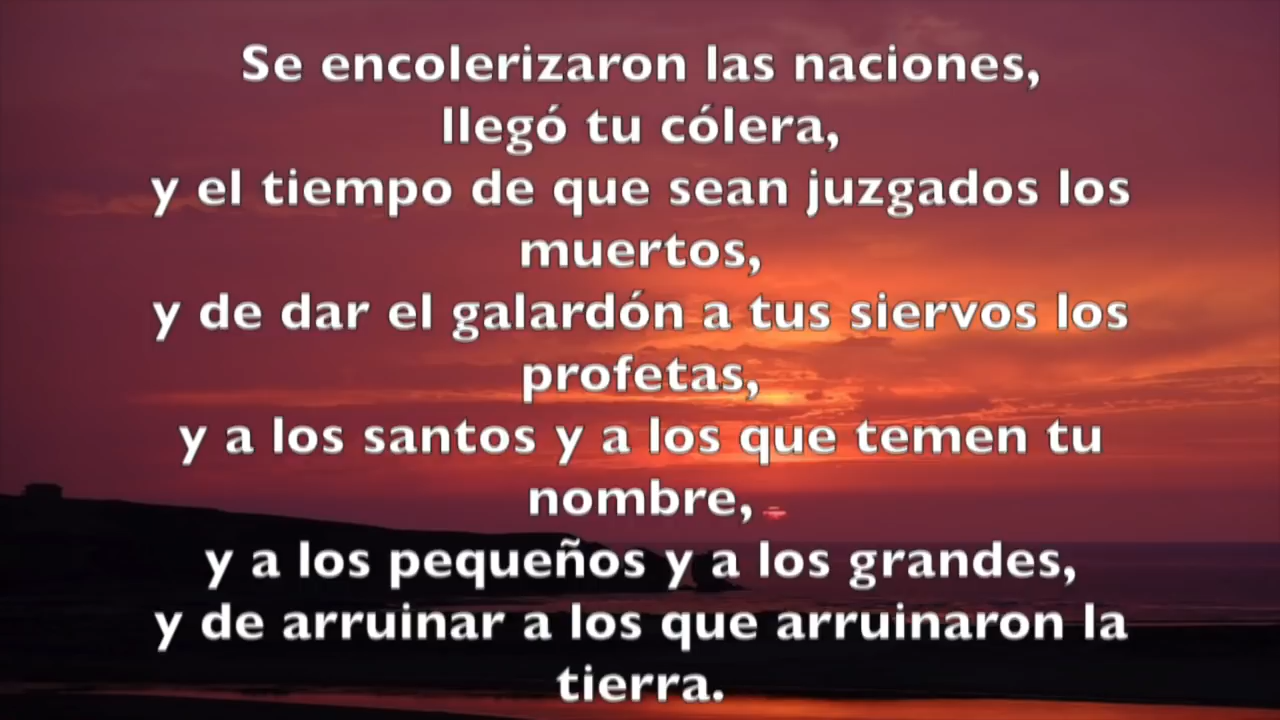 Se encolerizaron las naciones,
llegó tu cólera,
y el tiempo de que sean juzgados los
muertos,
y de dar el galardón a tus siervos los
profetas,
y a los santos y a los que temen tu
nombre,
y a los pequeños y a los grandes,
y de arruinar a los que arruinaron la
tierra.